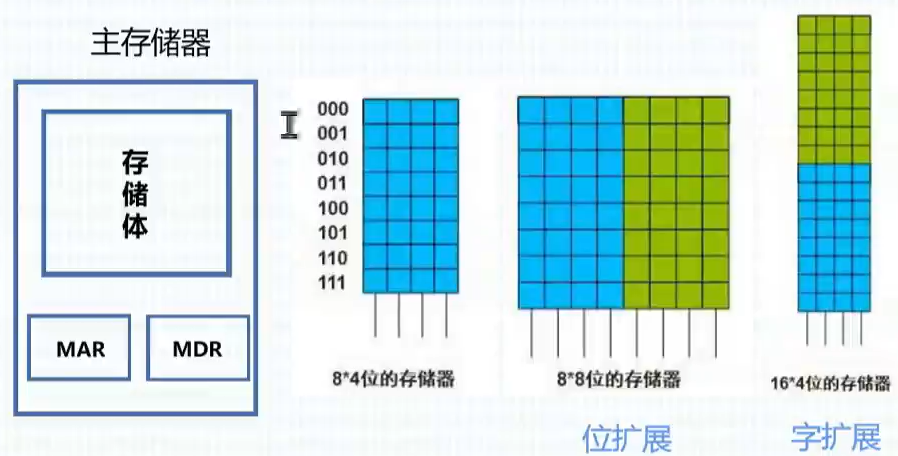 主存储器
存储体
MAR
MDR
000
001
010
011
100
101
110
111
8*4位的存储器
8*8位的存储器
16*4位的存储器
位扩展
字扩展